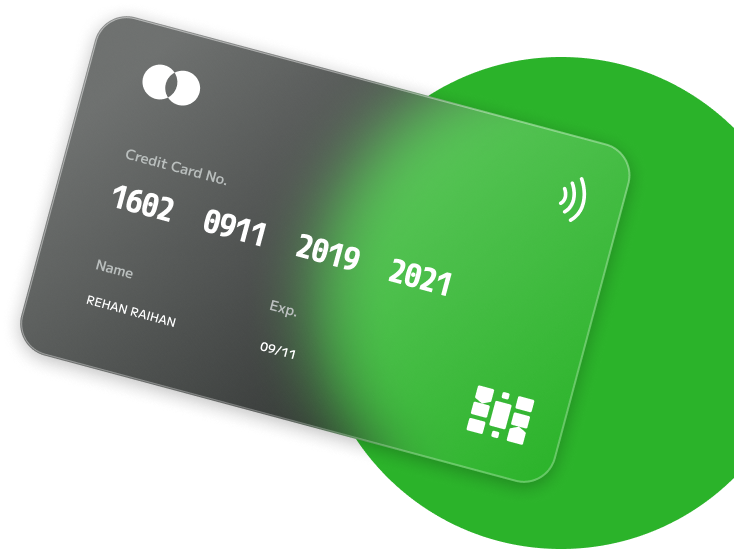 Credit Card No.
1602 0911 2019 2021
Name
REHAN RAIHAN
Exp.
09/11